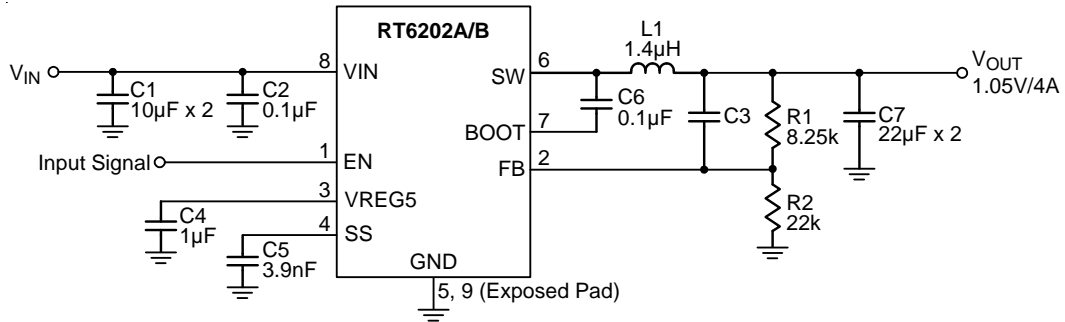 RT6202A/B
VIN
8
VIN
C1
10µF x 2
C2
0.1µF
Input Signal
1
EN
3
VREG5
C4
1µF
4
SS
C5
3.9nF
GND
5, 9 (Exposed Pad)
SW
6
L1
1.4µH
C6
0.1µF
BOOT
7
FB
2
C3
R1
8.25k
R2
22k
C7
22µF x 2
VOUT
1.05V/4A